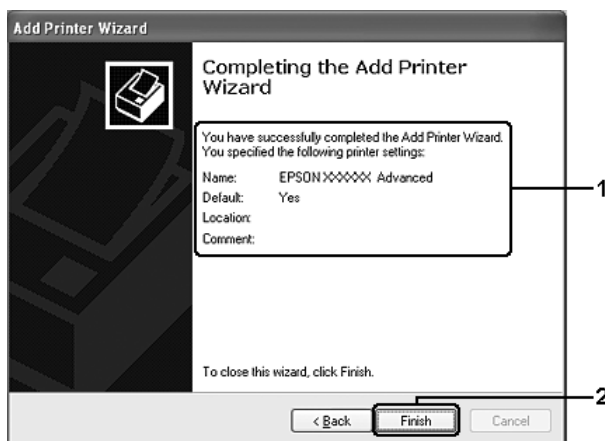 Add Printer Wizard
Completing the Add Printer
Wizard
You have successfully completed the Add Printer Wizard.
You specified the following printer settings:
Name: EPSON XXXXXX Advanced
Default: Yes
Location:
Comment:
1
To close this wizard, click Finish.
2
< Back Finish Cancel